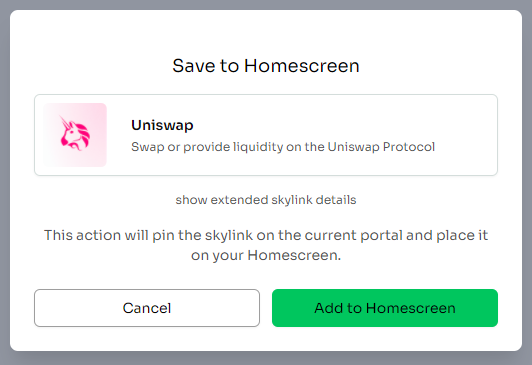 Save to Homescreen
Uniswap
Swap or provide liquidity on the Uniswap Protocol
show extended skylink details
This action will pin the skylink on the current portal and place it
on your Homescreen.
Cancel
Add to Homescreen